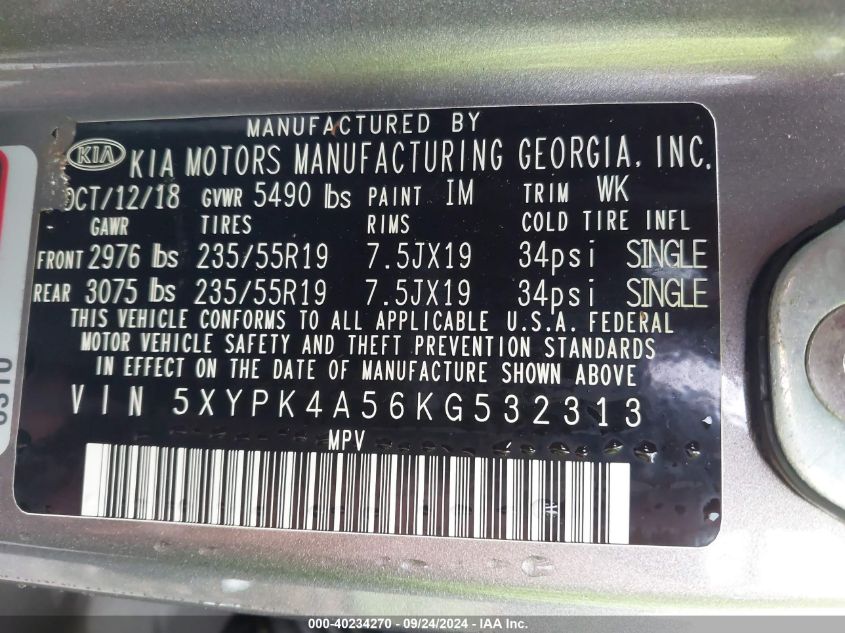 MANUFACTURED BY
KIA KIA MOTORS MANUFACTURING GEORGIA, INC.
OCT/12/18 GVWR 5490 lbs PAINT IM TRIM WK
GAWR TIRES RIMS COLD TIRE INFL
FRONT 2976 lbs 235/55R19 7.5JX19 34psi SINGLE
REAR 3075 lbs 235/55R19 7.5JX19 34psi SINGLE
THIS VEHICLE CONFORMS TO ALL APPLICABLE U.S.A. FEDERAL
MOTOR VEHICLE SAFETY AND THEFT PREVENTION STANDARDS
IN EFFECT ON THE DATE OF MANUFACTURE SHOWN ABOVE
VIN 5XYPK4A56KG532313
MPV
000-40234270 - 09/24/2024 - IAA Inc.